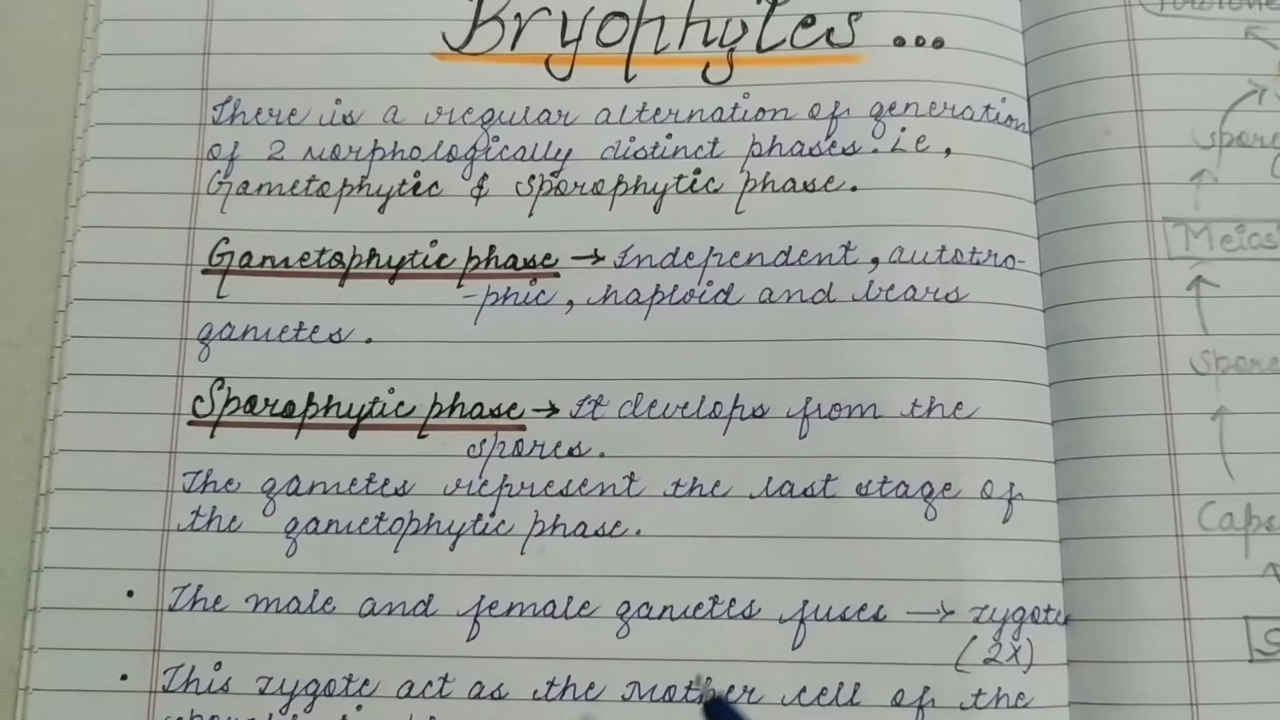 Bryophytes ...
There is a regular alternation of generation
of 2 morphologically distinct phases. i.e,
Gametophytic & Sporophytic phase.
Gametophytic phase → Independent, autotro-
-phic, haploid and bears
gametes.
Sporophytic phase → It develops from the
spores.
The gametes represent the last stage of
the gametophytic phase.
• The male and female gametes fuses → zygote
(2X)
• This zygote act as the mother cell of the
Meios
Spore
Caps
S